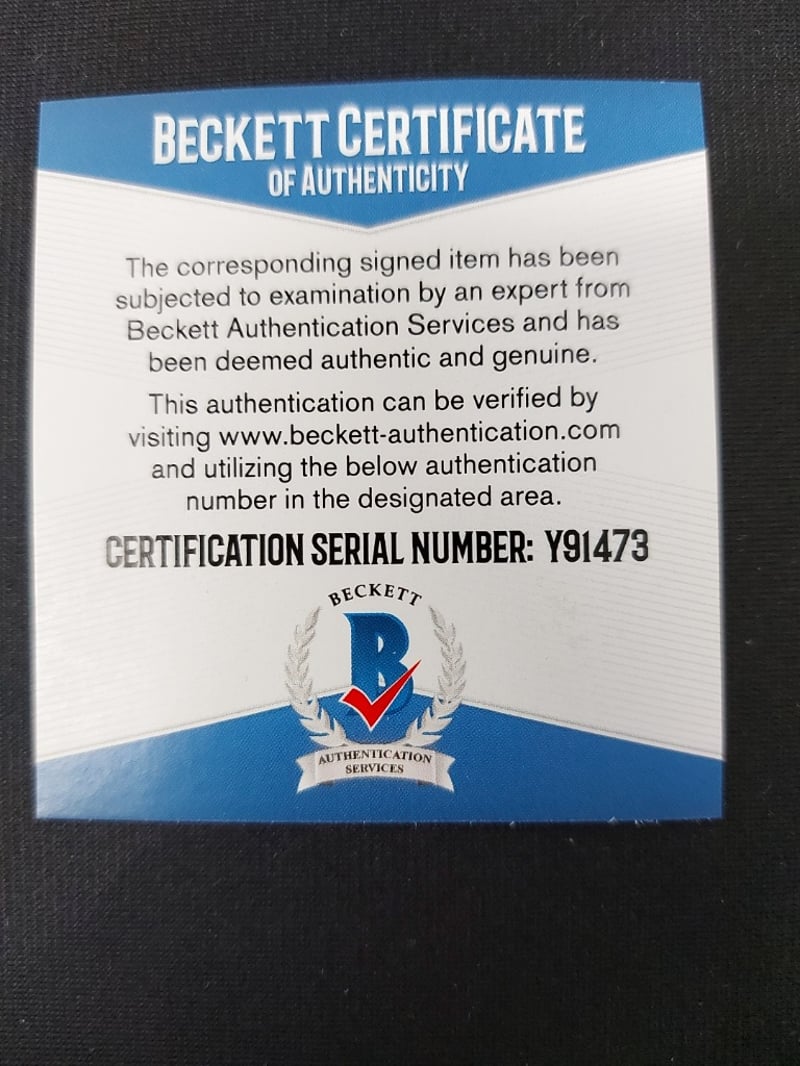 BECKETT CERTIFICATE
OF AUTHENTICITY
The corresponding signed item has been
subjected to examination by an expert from
Beckett Authentication Services and has
been deemed authentic and genuine.
This authentication can be verified by
visiting www.beckett-authentication.com
and utilizing the below authentication
number in the designated area.
CERTIFICATION SERIAL NUMBER: Y91473
BECKETT
B
AUTHENTICATION
SERVICES